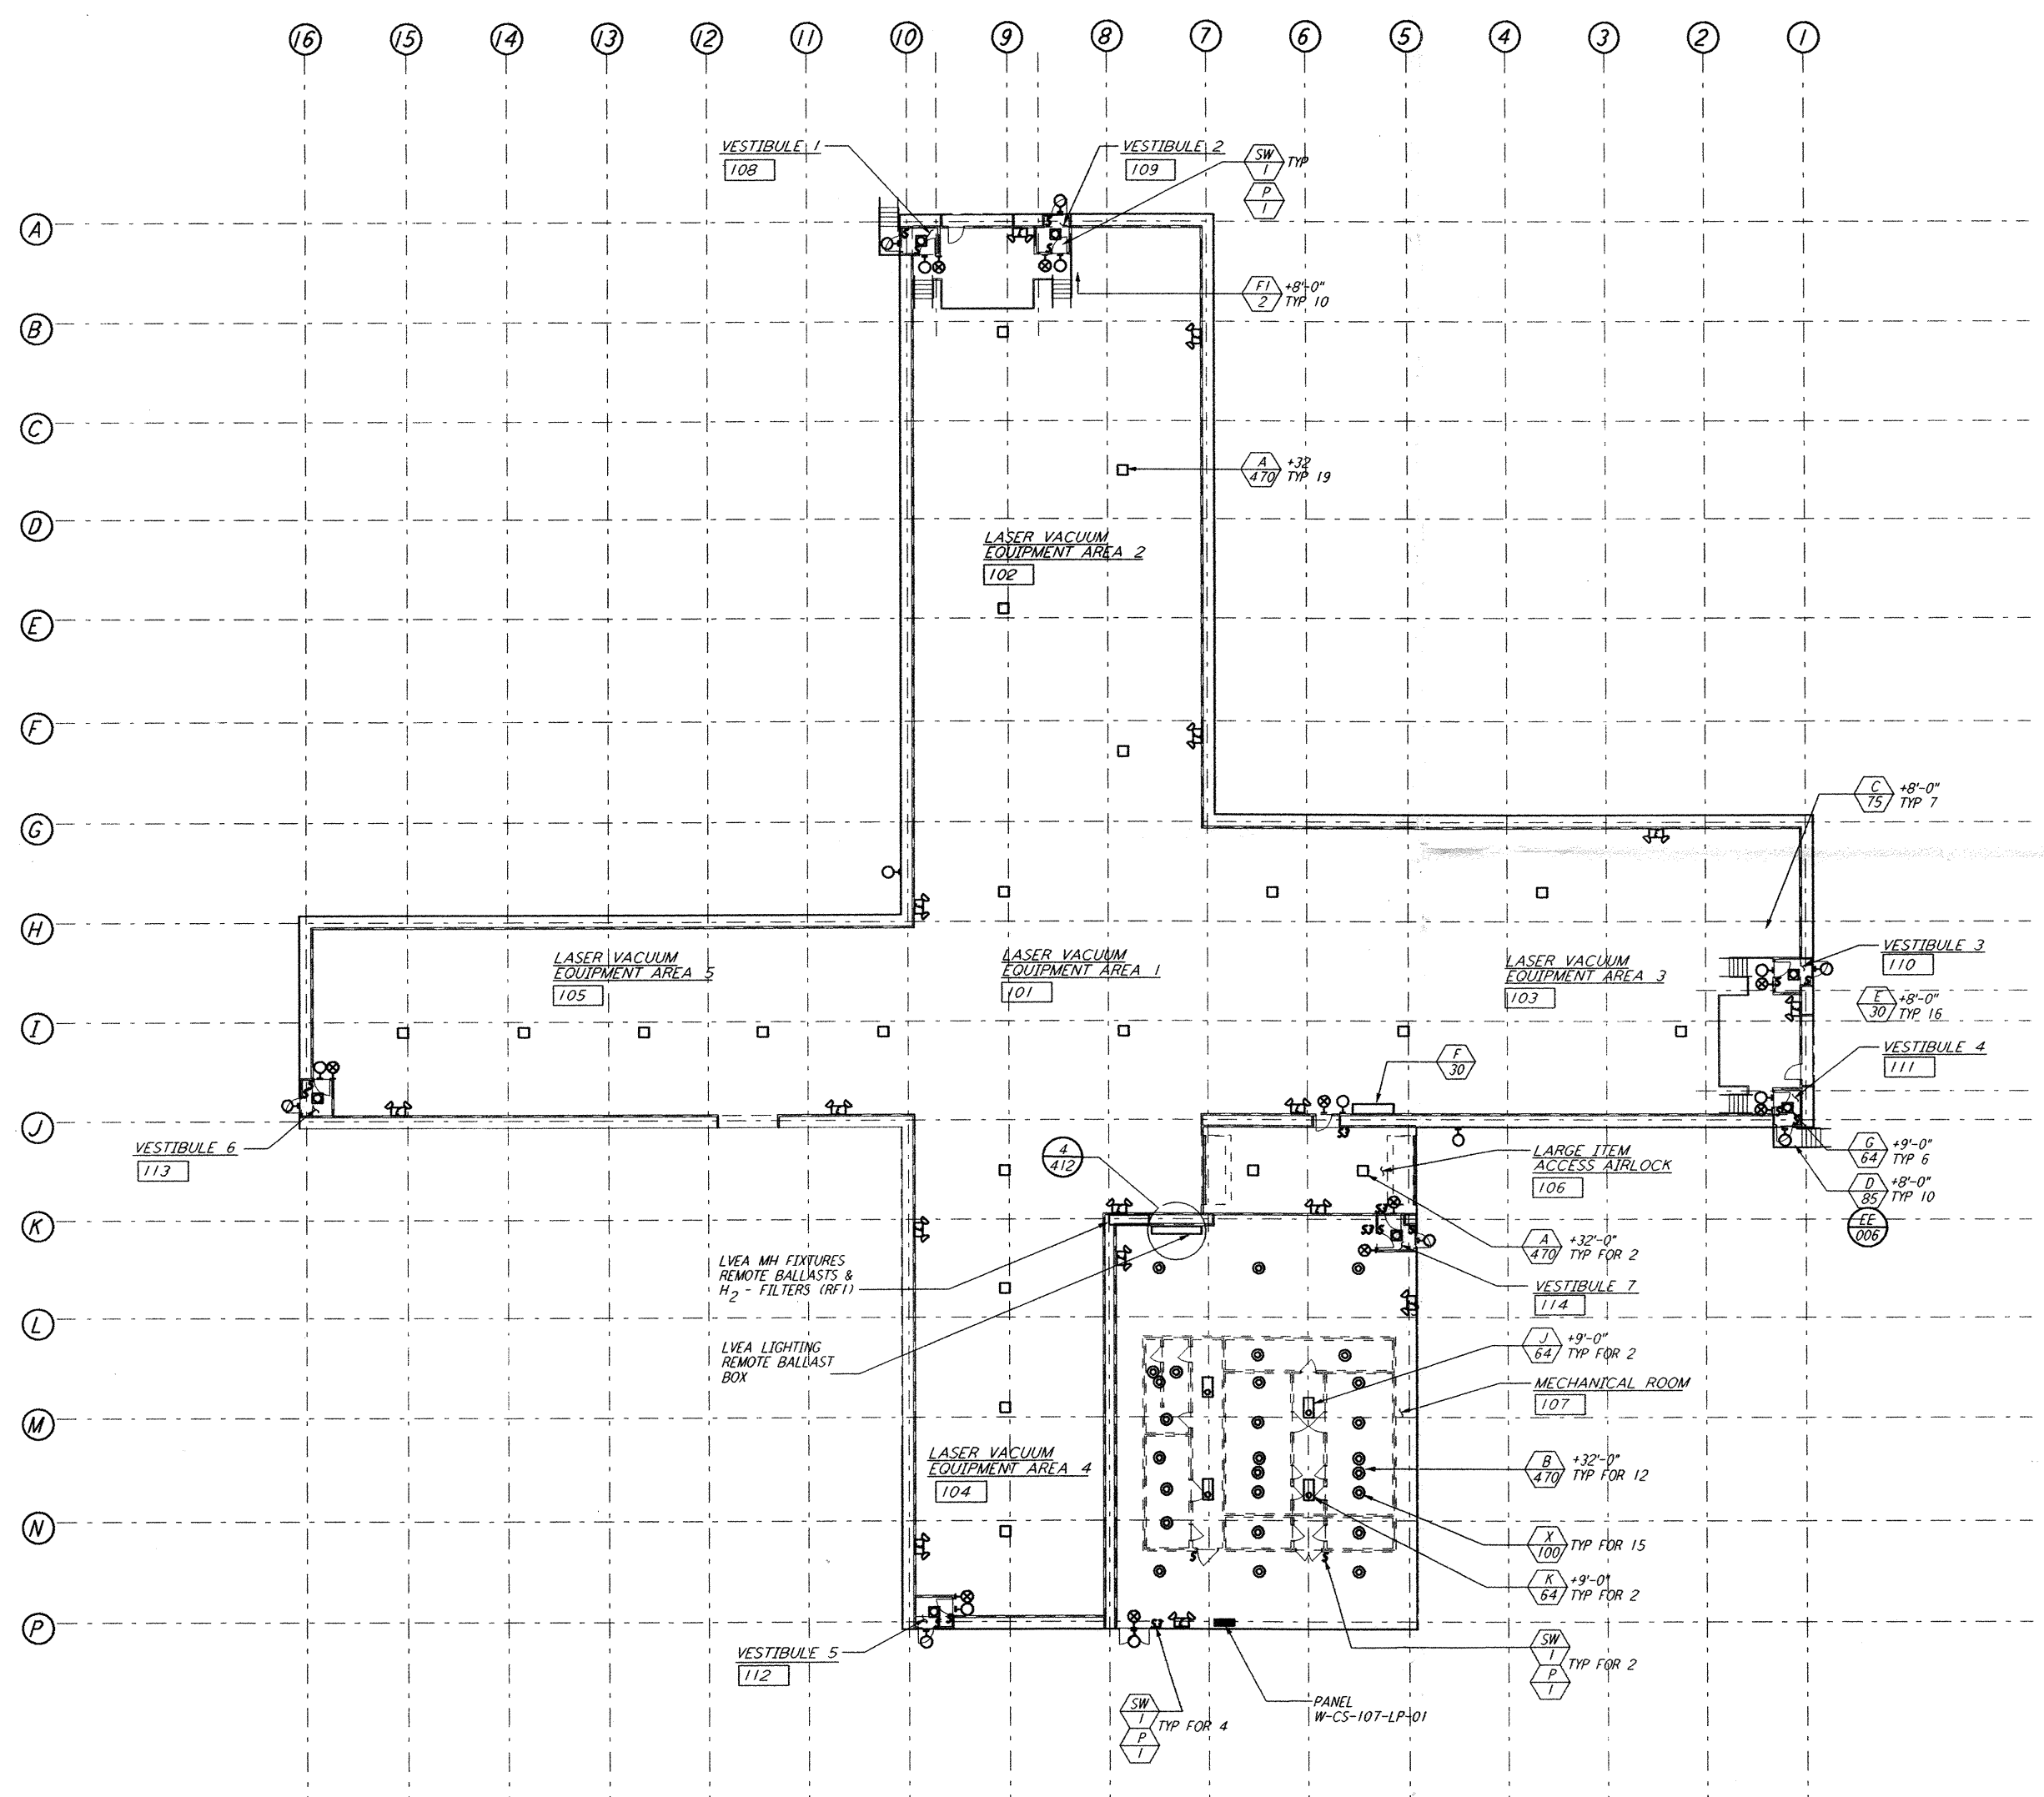 16 15 14 13 12 11 10 9 8 7 6 5 4 3 2 1
VESTIBULE 1
108
VESTIBULE 2
109
SW
1
TYP
P
1
A
F1
2
+8'-0"
TYP 10
B
C
A
470
+32
TYP 19
D
LASER VACUUM
EQUIPMENT AREA 2
102
E
F
C
75
+8'-0"
TYP 7
G
H
LASER VACUUM
EQUIPMENT AREA 5
105
LASER VACUUM
EQUIPMENT AREA 1
101
LASER VACUUM
EQUIPMENT AREA 3
103
VESTIBULE 3
110
E
30
+8'-0"
TYP 16
I
F
30
VESTIBULE 4
111
J
VESTIBULE 6
113
4
412
LARGE ITEM
ACCESS AIRLOCK
106
G
64
+9'-0"
TYP 6
D
85
+8'-0"
TYP 10
EE
006
S3
S3
S3
K
A
470
+32'-0"
TYP FOR 2
LVEA MH FIXTURES
REMOTE BALLASTS &
H2 - FILTERS (RFI)
VESTIBULE 7
114
L
LVEA LIGHTING
REMOTE BALLAST
BOX
J
64
+9'-0"
TYP FOR 2
MECHANICAL ROOM
107
M
LASER VACUUM
EQUIPMENT AREA 4
104
B
470
+32'-0"
TYP FOR 12
N
X
100
TYP FOR 15
K
64
+9'-0"
TYP FOR 2
S
S
P
S3
VESTIBULE 5
112
SW
1
TYP FOR 2
P
1
SW
1
TYP FOR 4
P
1
PANEL
W-CS-107-LP-01